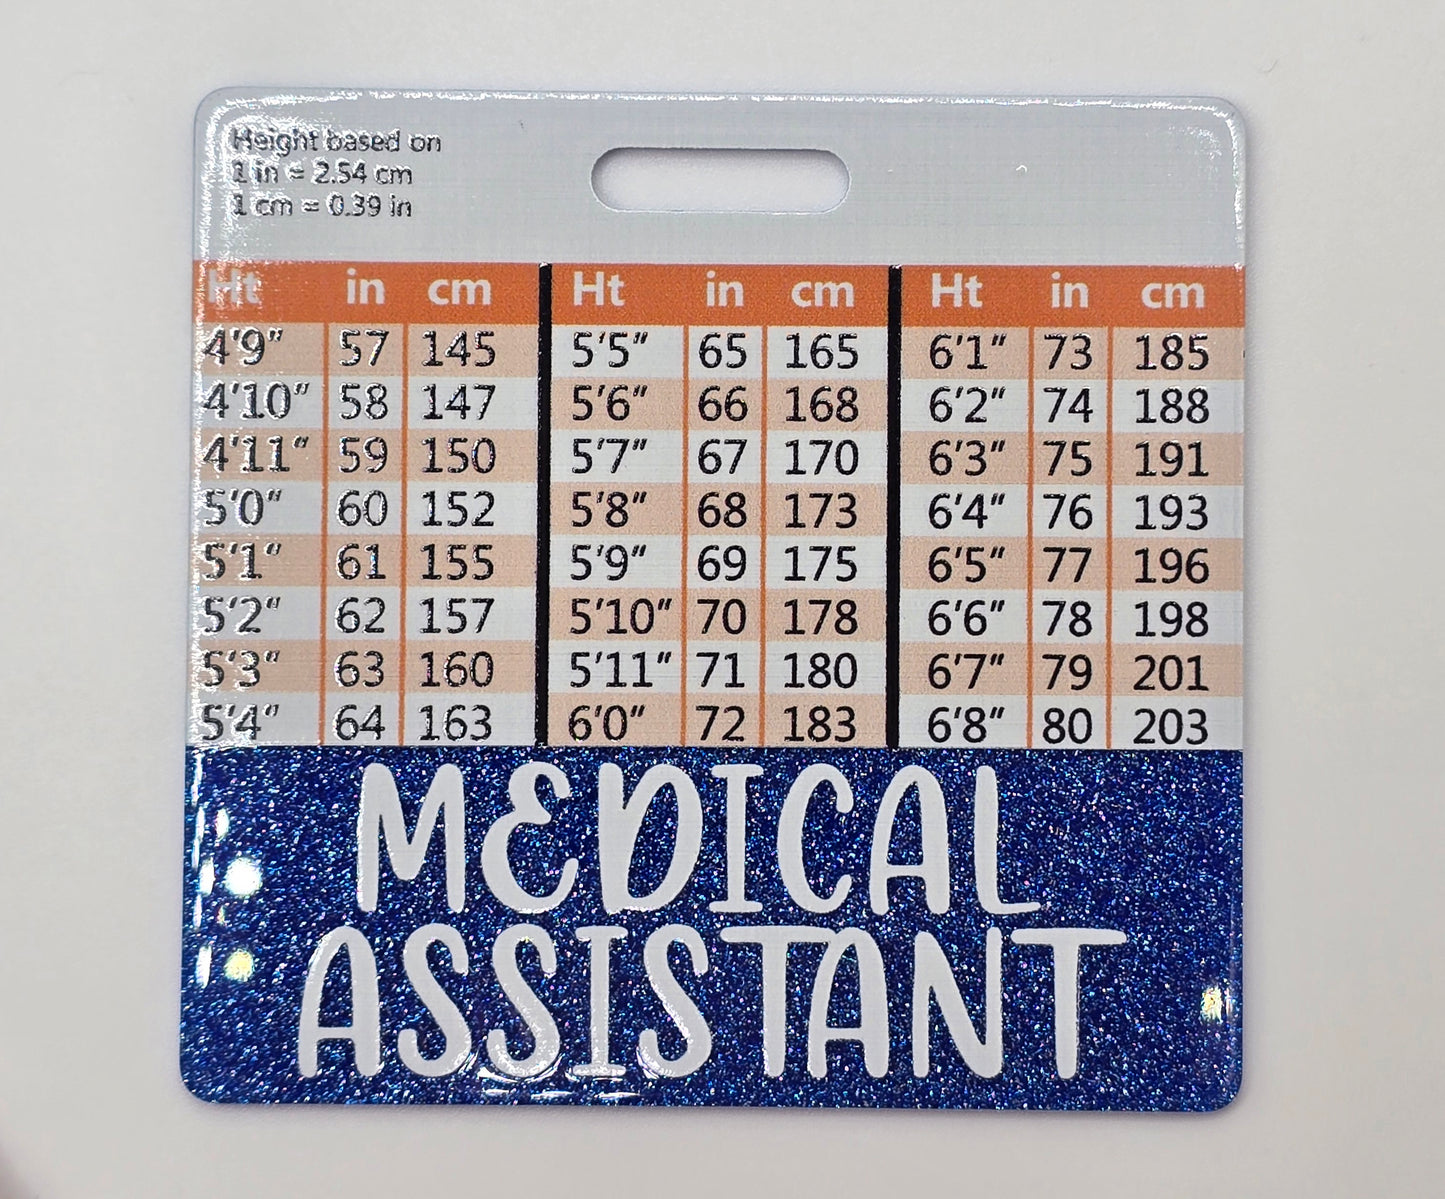 Height based on
1 in = 2.54 cm
1 cm = 0.39 in
Ht in cm Ht in cm Ht in cm
4'9" 57 145 5'5" 65 165 6'1" 73 185
4'10" 58 147 5'6" 66 168 6'2" 74 188
4'11" 59 150 5'7" 67 170 6'3" 75 191
5'0" 60 152 5'8" 68 173 6'4" 76 193
5'1" 61 155 5'9" 69 175 6'5" 77 196
5'2" 62 157 5'10" 70 178 6'6" 78 198
5'3" 63 160 5'11" 71 180 6'7" 79 201
5'4" 64 163 6'0" 72 183 6'8" 80 203
MEDICAL
ASSISTANT